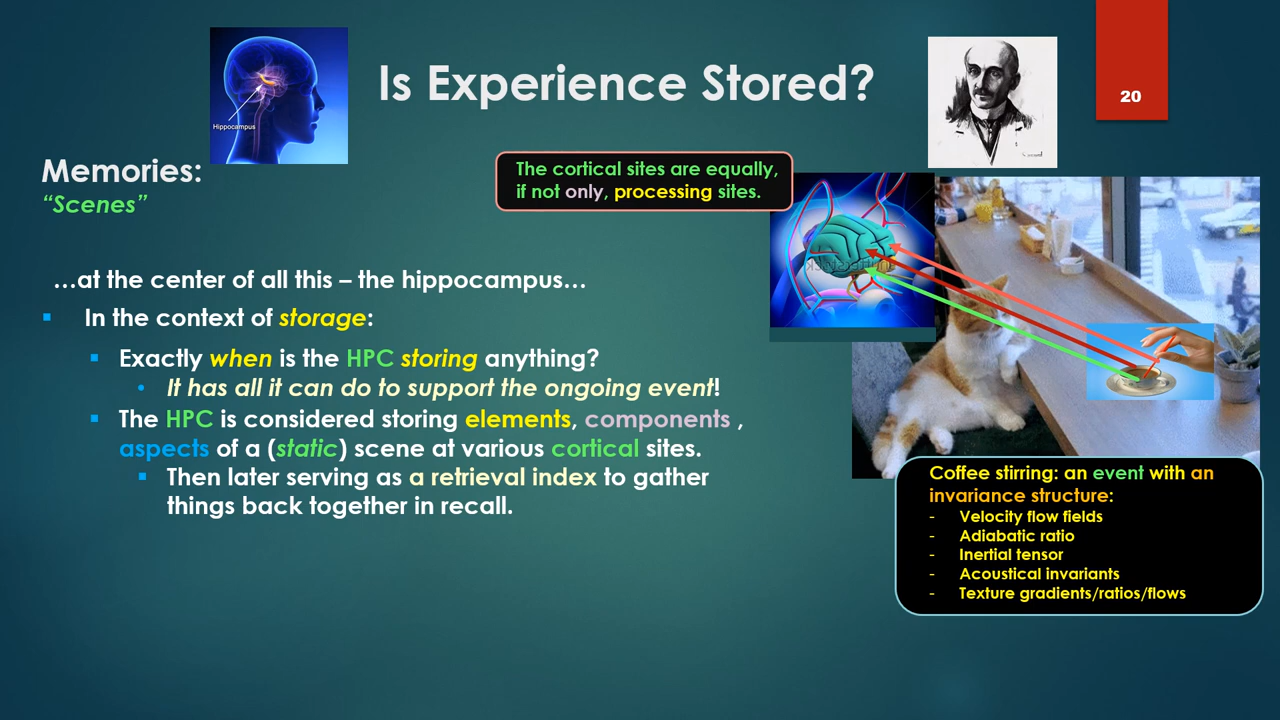 Is Experience Stored?
20
Hippocampus
Memories:
“Scenes”
The cortical sites are equally,
if not only, processing sites.
…at the center of all this – the hippocampus…
In the context of storage:
Exactly when is the HPC storing anything?
It has all it can do to support the ongoing event!
The HPC is considered storing elements, components ,
aspects of a (static) scene at various cortical sites.
Then later serving as a retrieval index to gather
things back together in recall.
Coffee stirring: an event with an
invariance structure:
- Velocity flow fields
- Adiabatic ratio
- Inertial tensor
- Acoustical invariants
- Texture gradients/ratios/flows